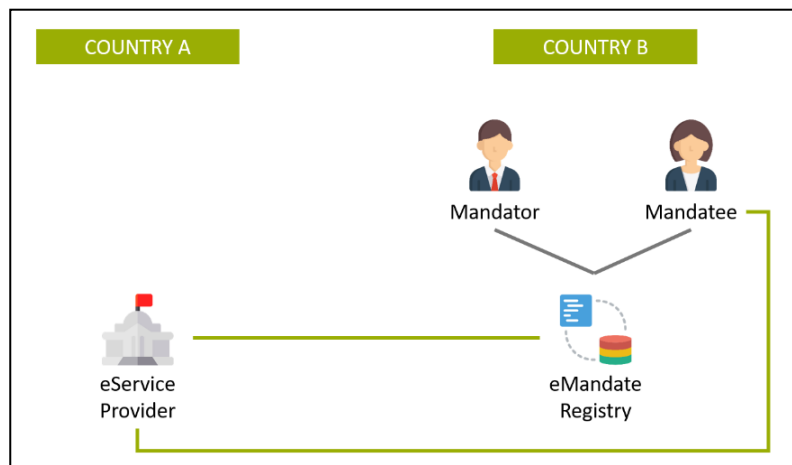 COUNTRY A
COUNTRY B
Mandator
Mandatee
eService
Provider
eMandate
Registry